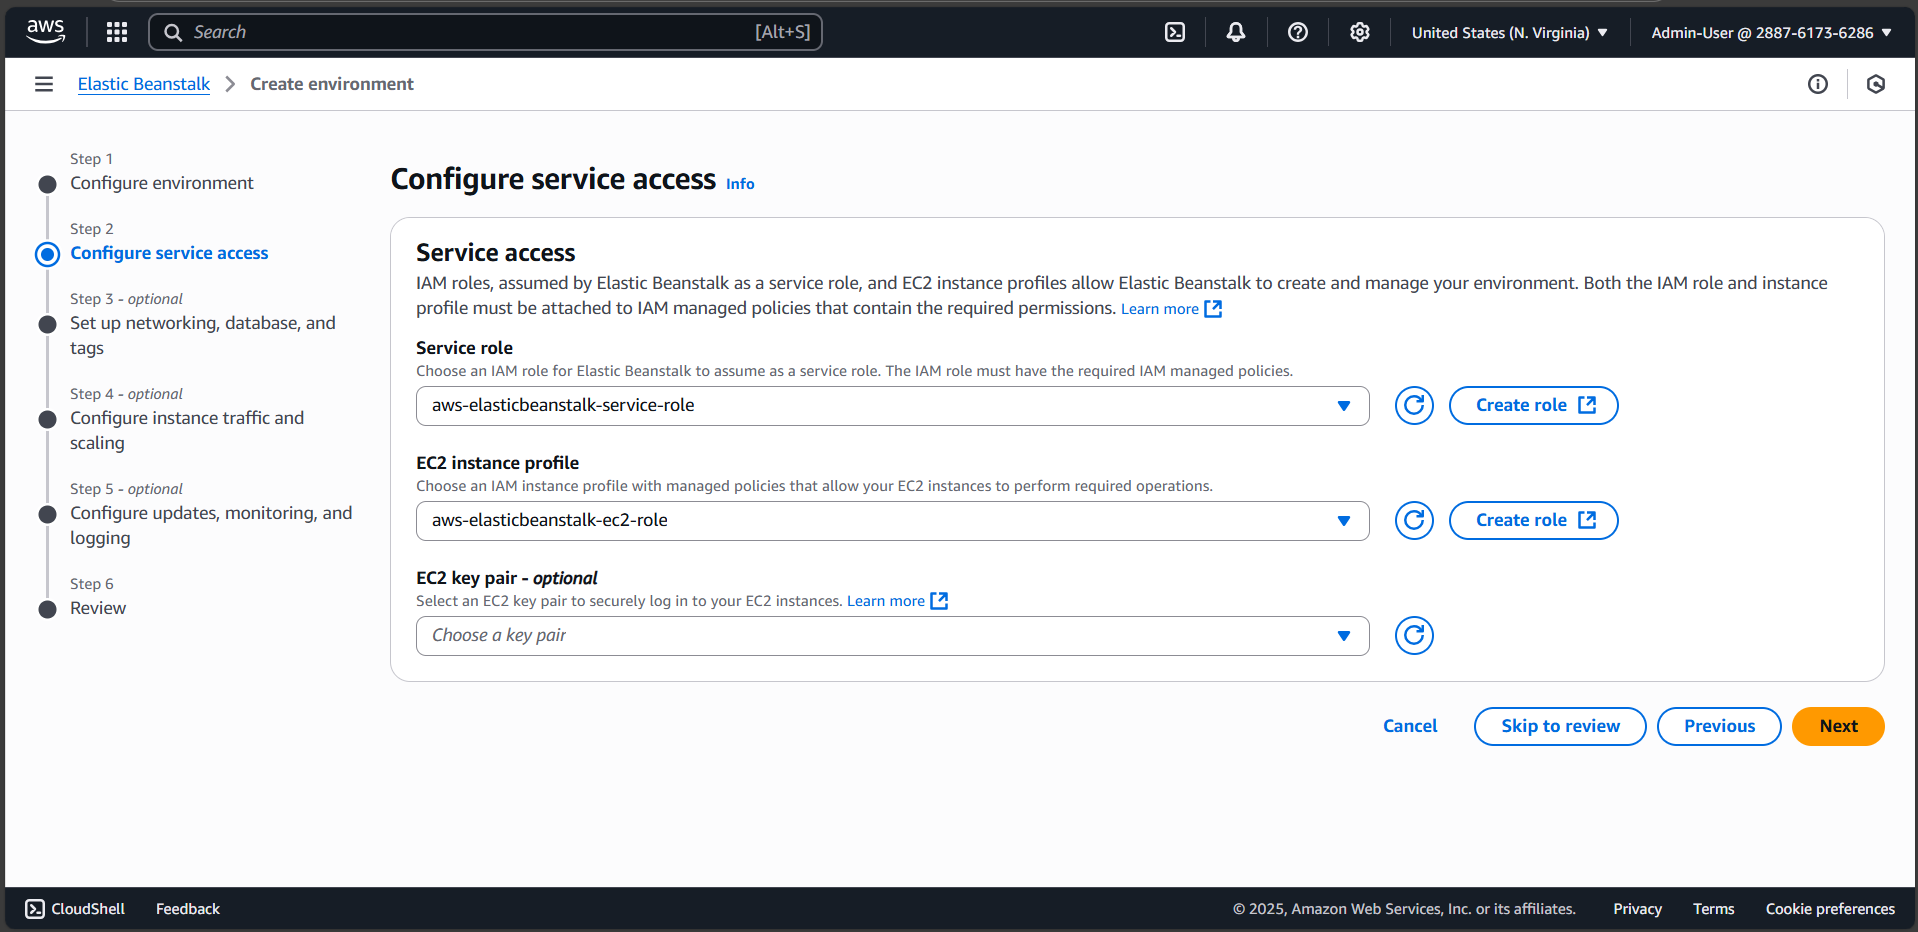 aws
Search [Alt+S]
United States (N. Virginia)
Admin-User @ 2887-6173-6286
Elastic Beanstalk
Create environment
Step 1
Configure environment
Step 2
Configure service access
Step 3 - optional
Set up networking, database, and
tags
Step 4 - optional
Configure instance traffic and
scaling
Step 5 - optional
Configure updates, monitoring, and
logging
Step 6
Review
Configure service access Info
Service access
IAM roles, assumed by Elastic Beanstalk as a service role, and EC2 instance profiles allow Elastic Beanstalk to create and manage your environment. Both the IAM role and instance
profile must be attached to IAM managed policies that contain the required permissions. Learn more
Service role
Choose an IAM role for Elastic Beanstalk to assume as a service role. The IAM role must have the required IAM managed policies.
aws-elasticbeanstalk-service-role
Create role
EC2 instance profile
Choose an IAM instance profile with managed policies that allow your EC2 instances to perform required operations.
aws-elasticbeanstalk-ec2-role
Create role
EC2 key pair - optional
Select an EC2 key pair to securely log in to your EC2 instances. Learn more
Choose a key pair
Cancel
Skip to review
Previous
Next
CloudShell
Feedback
© 2025, Amazon Web Services, Inc. or its affiliates.
Privacy
Terms
Cookie preferences